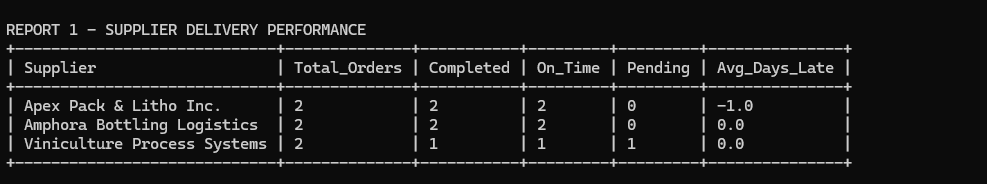 REPORT 1 - SUPPLIER DELIVERY PERFORMANCE
+-----------------------------+--------------+-----------+---------+---------+---------------+
| Supplier                    | Total_Orders | Completed | On_Time | Pending | Avg_Days_Late |
+-----------------------------+--------------+-----------+---------+---------+---------------+
| Apex Pack & Litho Inc.      | 2            | 2         | 2       | 0       | -1.0          |
| Amphora Bottling Logistics  | 2            | 2         | 2       | 0       | 0.0           |
| Viniculture Process Systems | 2            | 1         | 1       | 1       | 0.0           |
+-----------------------------+--------------+-----------+---------+---------+---------------+